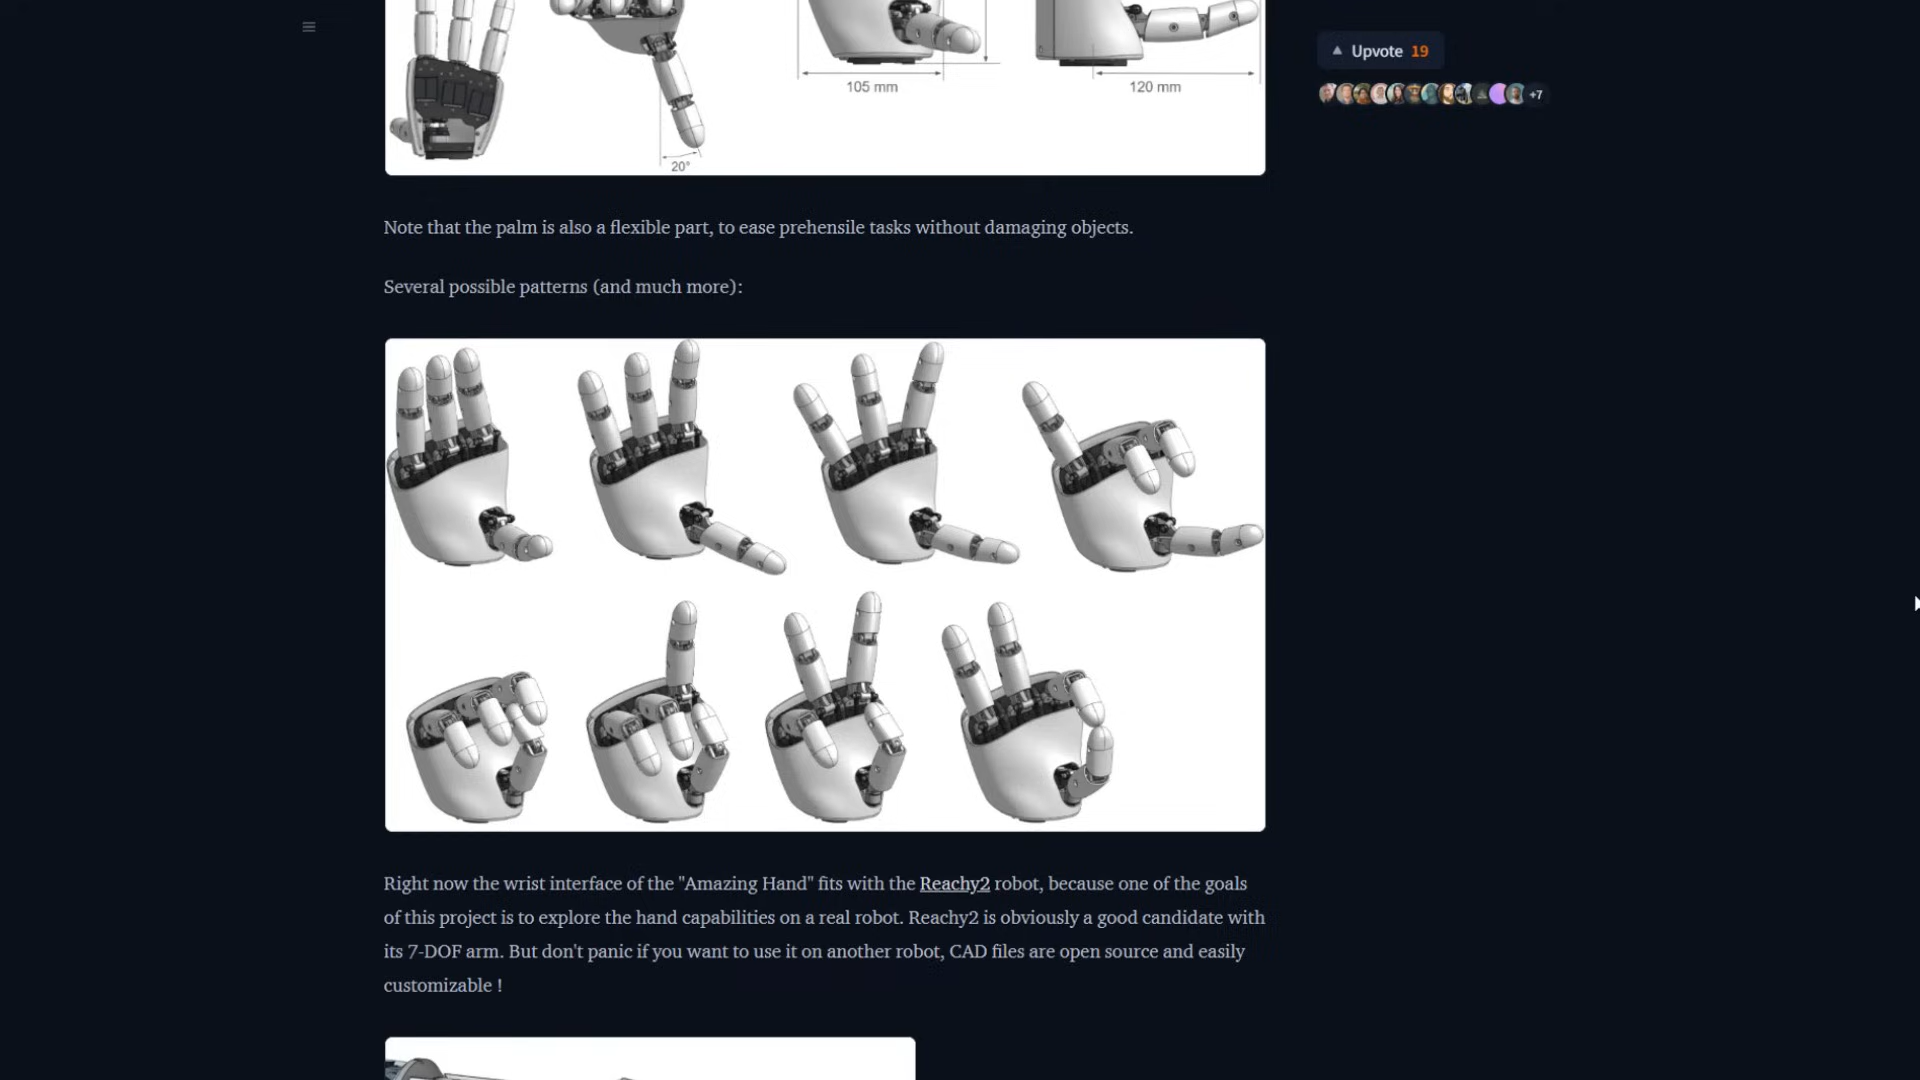 Upvote 19
+7
105 mm
120 mm
20°
Note that the palm is also a flexible part, to ease prehensile tasks without damaging objects.
Several possible patterns (and much more):
Right now the wrist interface of the "Amazing Hand" fits with the Reachy2 robot, because one of the goals
of this project is to explore the hand capabilities on a real robot. Reachy2 is obviously a good candidate with
its 7-DOF arm. But don't panic if you want to use it on another robot, CAD files are open source and easily
customizable !